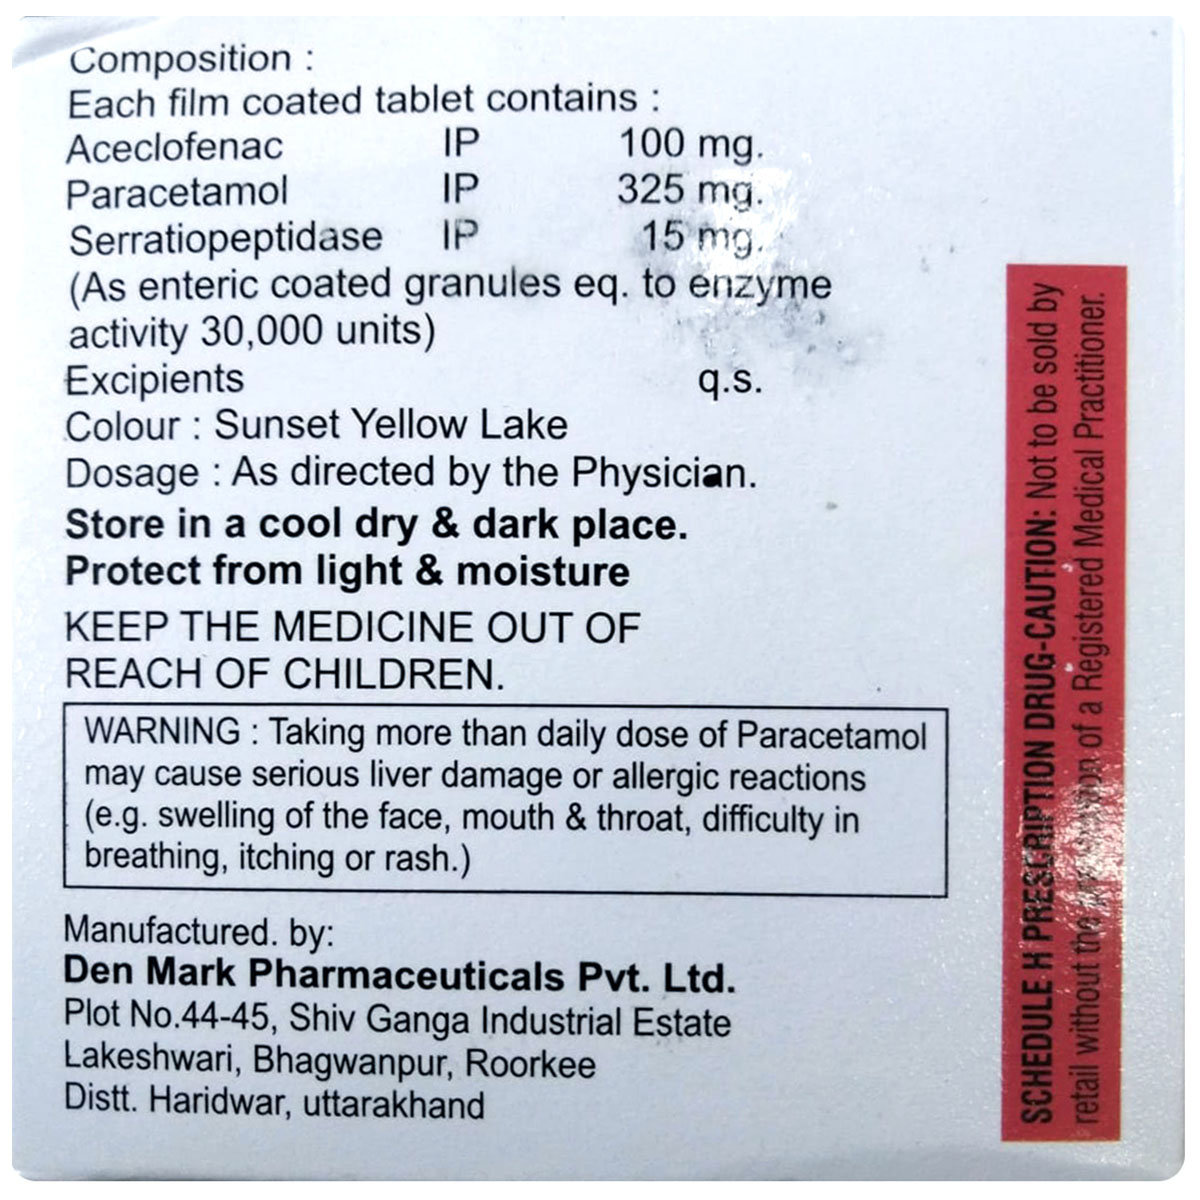 Composition :
Each film coated tablet contains :
Aceclofenac IP 100 mg.
Paracetamol IP 325 mg.
Serratiopeptidase IP 15 mg.
(As enteric coated granules eq. to enzyme
activity 30,000 units)
Excipients q.s.
Colour : Sunset Yellow Lake
Dosage : As directed by the Physician.
Store in a cool dry & dark place.
Protect from light & moisture
KEEP THE MEDICINE OUT OF
REACH OF CHILDREN.
WARNING : Taking more than daily dose of Paracetamol
may cause serious liver damage or allergic reactions
(e.g. swelling of the face, mouth & throat, difficulty in
breathing, itching or rash.)
Manufactured. by:
Den Mark Pharmaceuticals Pvt. Ltd.
Plot No.44-45, Shiv Ganga Industrial Estate
Lakeshwari, Bhagwanpur, Roorkee
Distt. Haridwar, uttarakhand
SCHEDULE H PRESCRIPTION DRUG-CAUTION: Not to be sold by
retail without the of a Registered Medical Practitioner.